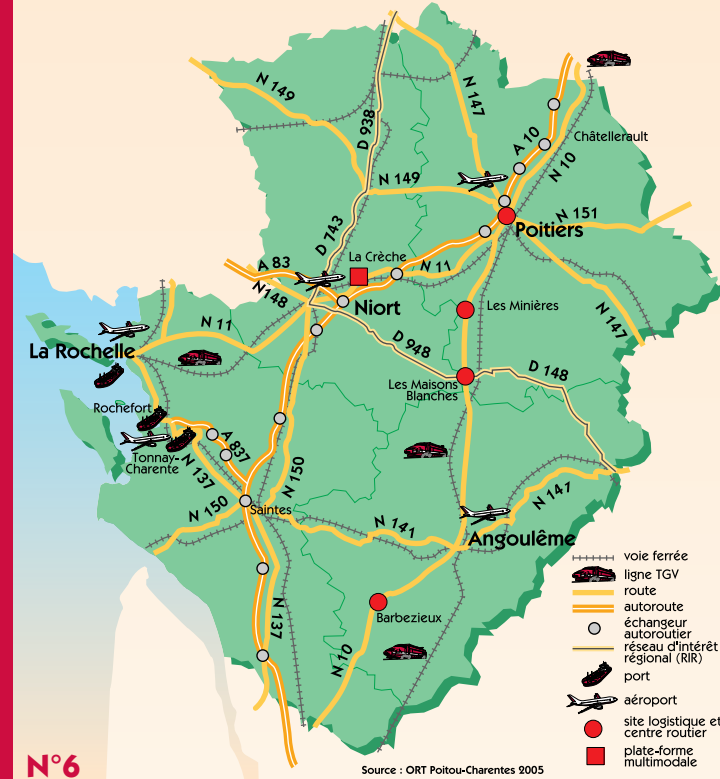 N 149
N 147
D 938
A 10
Châtellerault
N 10
N 149
N 151
Poitiers
D 743
La Crèche
A 83
N 11
N148
Niort
Les Minières
N 147
N 11
La Rochelle
D 948
D 148
Les Maisons
Blanches
Rochefort
A 837
Tonnay-
Charente
N 137
N 150
N 150
Saintes
N 141
N 141
Angoulême
N 137
Barbezieux
N 10
voie ferrée
ligne TGV
route
autoroute
échangeur
autoroutier
réseau d'intérêt
régional (RIR)
port
aéroport
site logistique et
centre routier
plate-forme
multimodale
N°6
Source : ORT Poitou-Charentes 2005